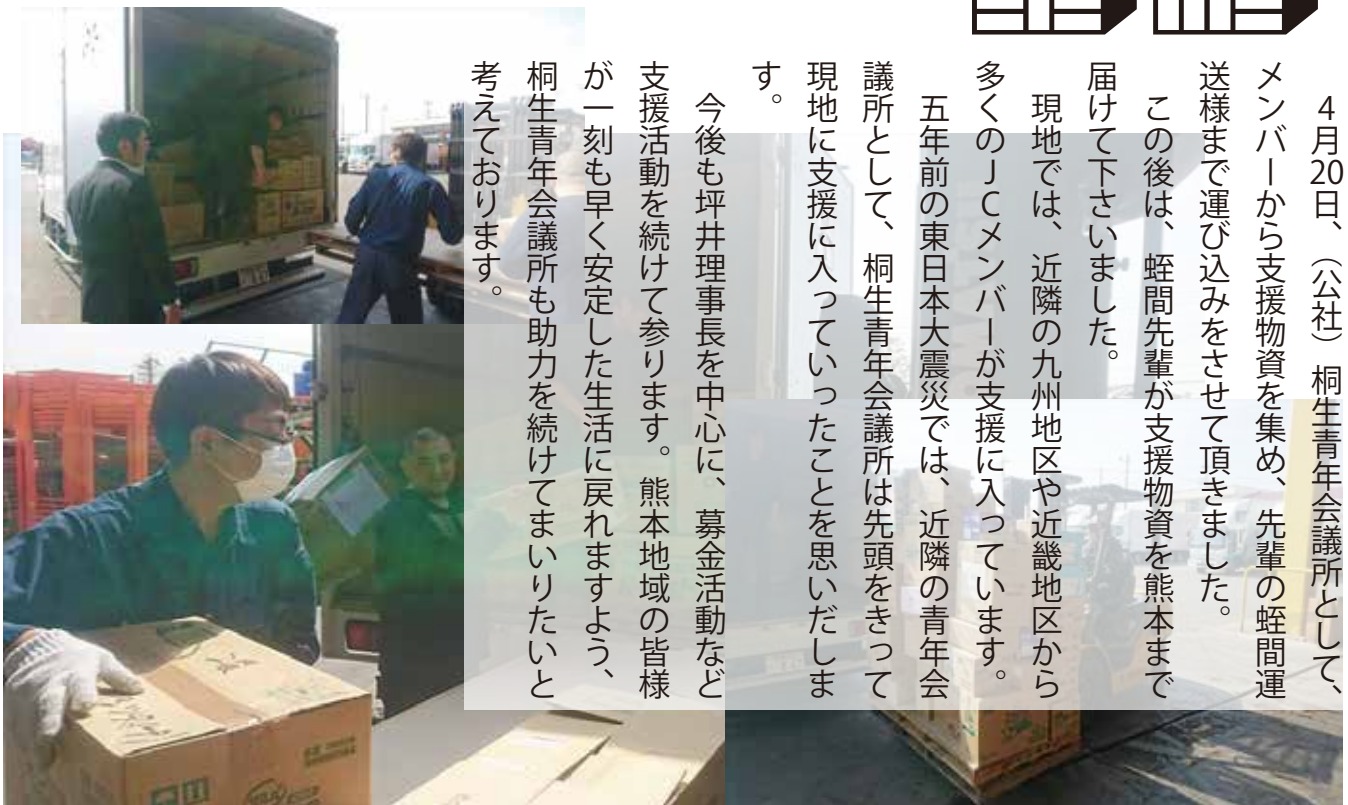 ４月20日、（公社）桐生青年会議所として、
メンバーから支援物資を集め、先輩の蛭間運
送様まで運び込みをさせて頂きました。
この後は、蛭間先輩が支援物資を熊本まで
届けて下さいました。
現地では、近隣の九州地区や近畿地区から
多くのＪＣメンバーが支援に入っています。
五年前の東日本大震災では、近隣の青年会
議所として、桐生青年会議所は先頭をきって
現地に支援に入っていったことを思いだしま
す。
今後も坪井理事長を中心に、募金活動など
支援活動を続けて参ります。熊本地域の皆様
が一刻も早く安定した生活に戻れますよう、
桐生青年会議所も助力を続けてまいりたいと
考えております。